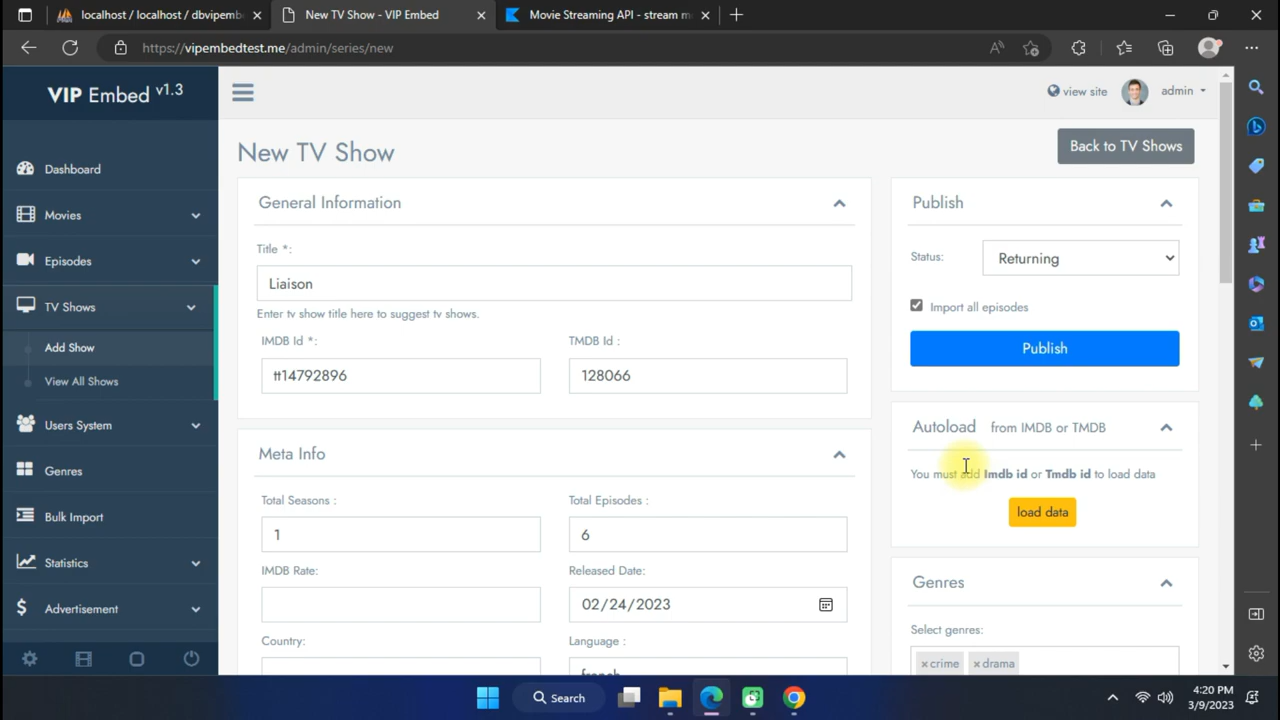 localhost / localhost / dbvipemb
New TV Show - VIP Embed
Movie Streaming API - stream m
https://vipembedtest.me/admin/series/new
VIP Embed v1.3
view site
admin
Dashboard
Movies
Episodes
TV Shows
Add Show
View All Shows
Users System
Genres
Bulk Import
Statistics
Advertisement
New TV Show
Back to TV Shows
General Information
Title *:
Liaison
Enter tv show title here to suggest tv shows.
IMDB Id *:
TMDB Id :
tt14792896
128066
Meta Info
Total Seasons :
Total Episodes :
1
6
IMDB Rate:
Released Date:
02/24/2023
Country:
Language :
french
Publish
Status:
Returning
Import all episodes
Publish
Autoload from IMDB or TMDB
You must add Imdb id or Tmdb id to load data
load data
Genres
Select genres:
×crime ×drama
Search
4:20 PM
3/9/2023